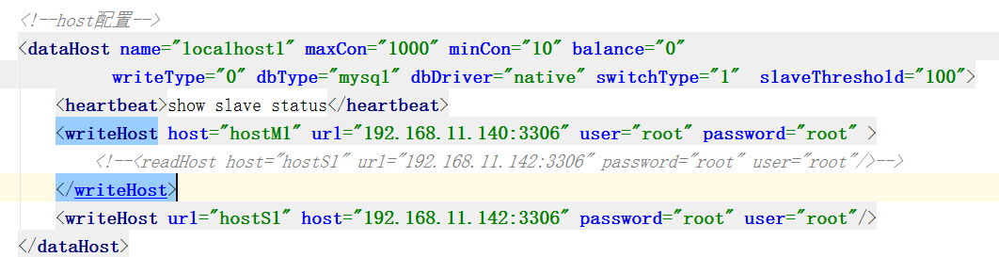 <!--host配置-->
<dataHost name="localhost1" maxCon="1000" minCon="10" balance="0"
writeType="0" dbType="mysql" dbDriver="native" switchType="1"  slaveThreshold="100">
<heartbeat>show slave status</heartbeat>
<writeHost host="hostM1" url="192.168.11.140:3306" user="root" password="root" >
<!--<readHost host="hostS1" url="192.168.11.142:3306" password="root" user="root"/>-->
</writeHost>
<writeHost url="hostS1" host="192.168.11.142:3306" password="root" user="root"/>
</dataHost>